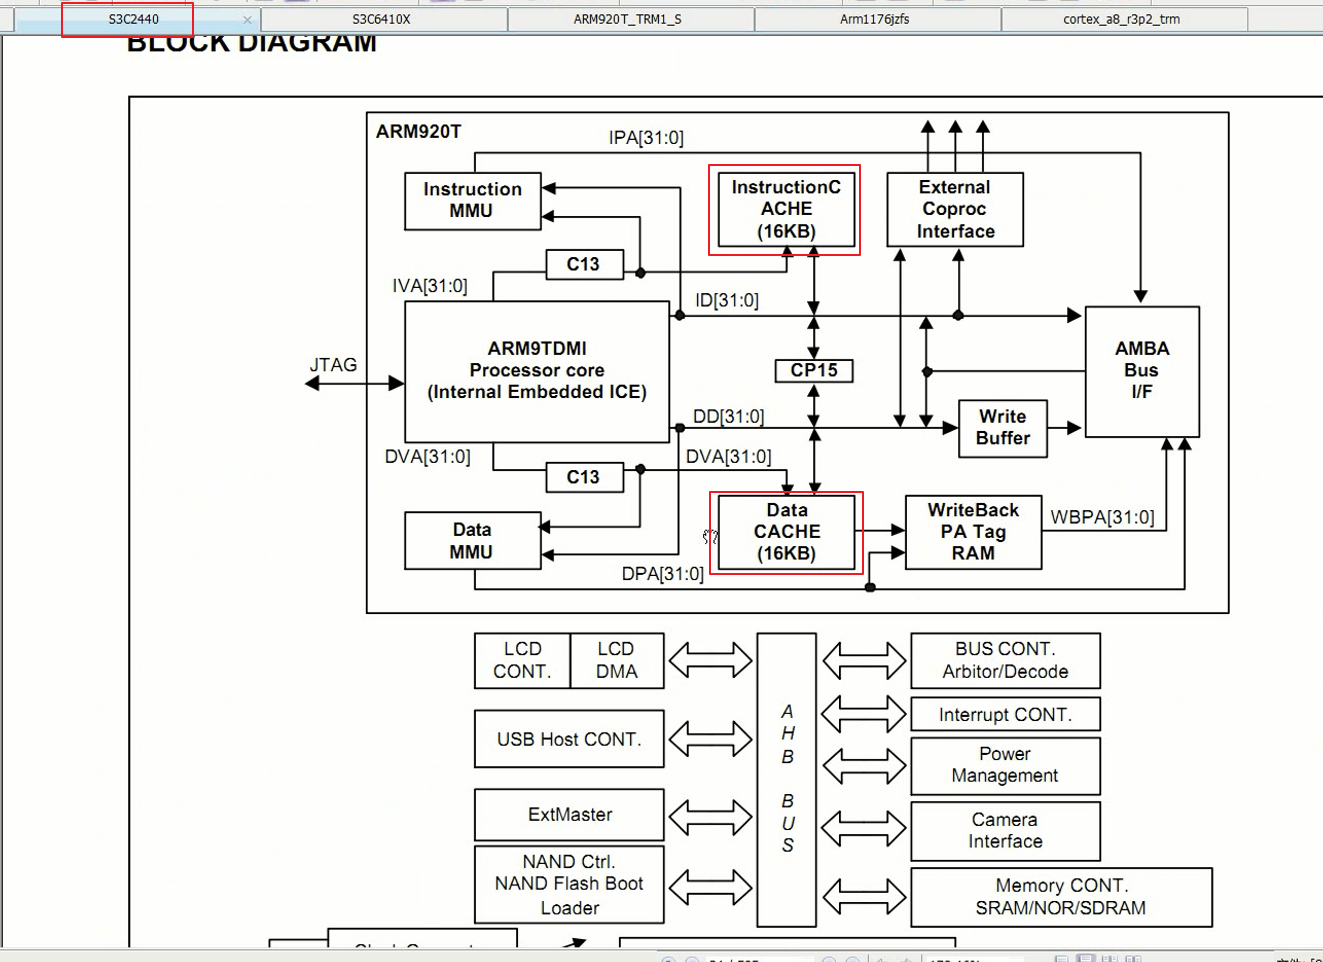 S3C2440
S3C6410X
ARM920T_TRM1_S
Arm1176jzfs
cortex_a8_r3p2_trm
BLOCK DIAGRAM
ARM920T
IPA[31:0]
Instruction
MMU
InstructionC
ACHE
(16KB)
External
Coproc
Interface
C13
IVA[31:0]
ID[31:0]
ARM9TDMI
Processor core
(Internal Embedded ICE)
JTAG
CP15
AMBA
Bus
I/F
DD[31:0]
Write
Buffer
DVA[31:0]
C13
DVA[31:0]
Data
MMU
Data
CACHE
(16KB)
WriteBack
PA Tag
RAM
WBPA[31:0]
DPA[31:0]
LCD
CONT.
LCD
DMA
BUS CONT.
Arbitor/Decode
A
H
B
B
U
S
Interrupt CONT.
USB Host CONT.
Power
Management
ExtMaster
Camera
Interface
NAND Ctrl.
NAND Flash Boot
Loader
Memory CONT.
SRAM/NOR/SDRAM